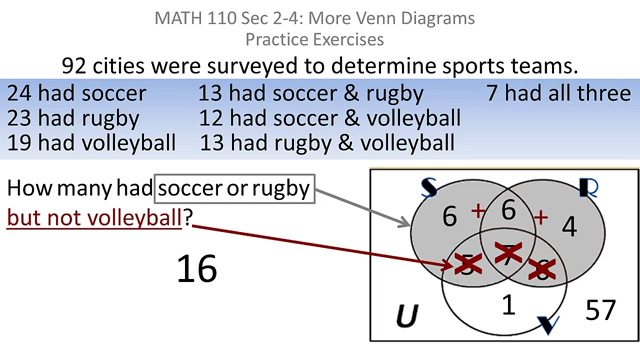 MATH 110 Sec 2-4: More Venn Diagrams
Practice Exercises
92 cities were surveyed to determine sports teams.
24 had soccer 13 had soccer & rugby 7 had all three
23 had rugby 12 had soccer & volleyball
19 had volleyball 13 had rugby & volleyball
How many had soccer or rugby
but not volleyball?
16
S R
6 + 6 + 4
5 7 6
1 57
U V